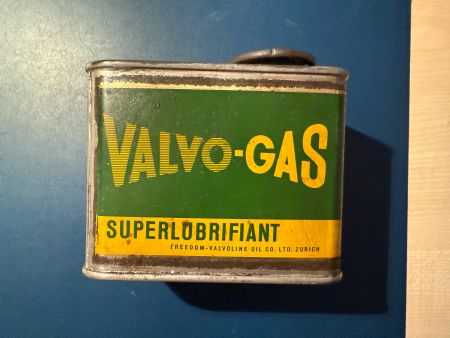 VALVO-GAS
SUPERLUBRIFIANT
FREEDOM-VALVOLINE OIL CO. LTD. ZURICH